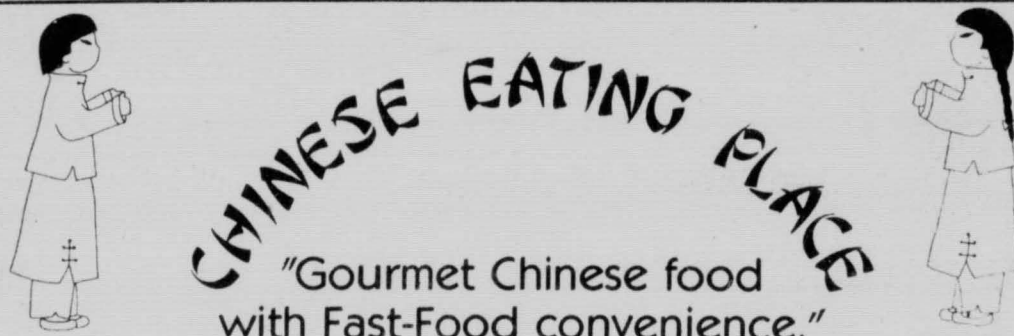 CHINESE EATING PLACE
"Gourmet Chinese food
with Fast-Food convenience."